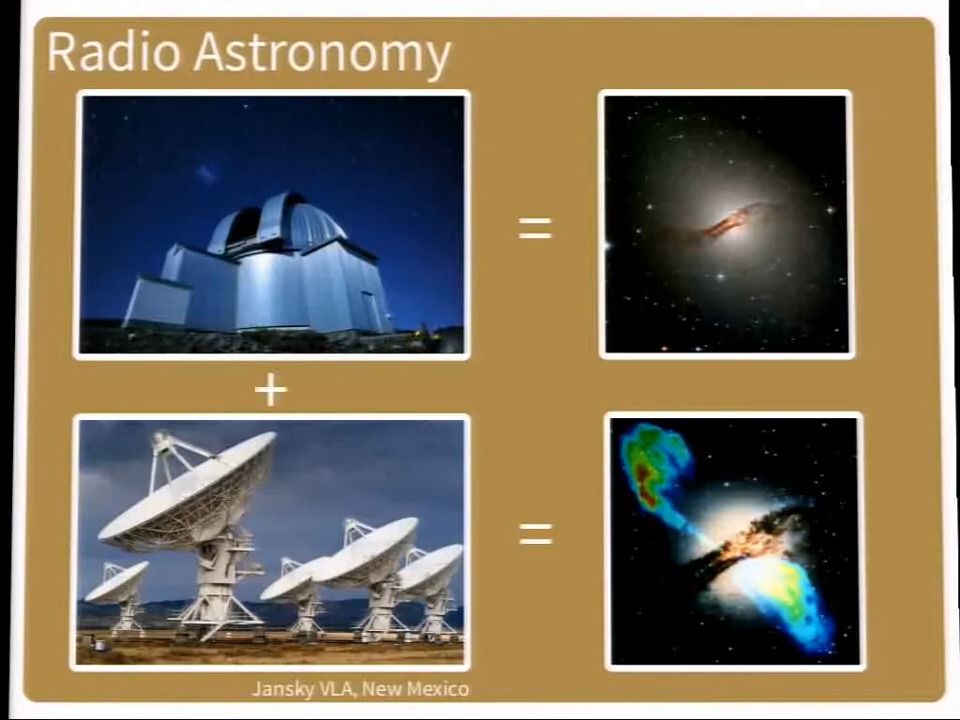 Radio Astronomy
=
+
=
Jansky VLA, New Mexico